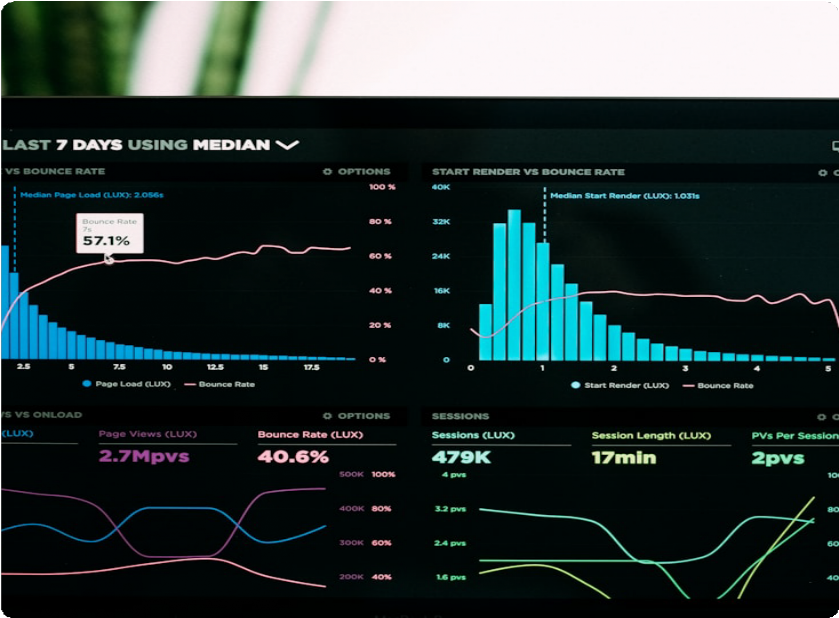 LAST 7 DAYS USING MEDIAN
VS BOUNCE RATE
OPTIONS
Median Page Load (LUX): 2.056s
Bounce Rate
7s
57.1%
100 %
80 %
60 %
40 %
20 %
0 %
2.5 5 7.5 10 12.5 15 17.5
Page Load (LUX) Bounce Rate
START RENDER VS BOUNCE RATE
Median Start Render (LUX): 1.031s
40K
32K
24K
16K
8K
0
0 1 2 3 4 5
Start Render (LUX) Bounce Rate
VS ONLOAD
OPTIONS
(LUX)
Page Views (LUX)
Bounce Rate (LUX)
2.7Mpvs
40.6%
500K 100%
400K 80%
300K 60%
200K 40%
SESSIONS
Sessions (LUX)
Session Length (LUX)
PVs Per Session
479K
17min
2pvs
4 pvs
3.2 pvs
2.4 pvs
1.6 pvs